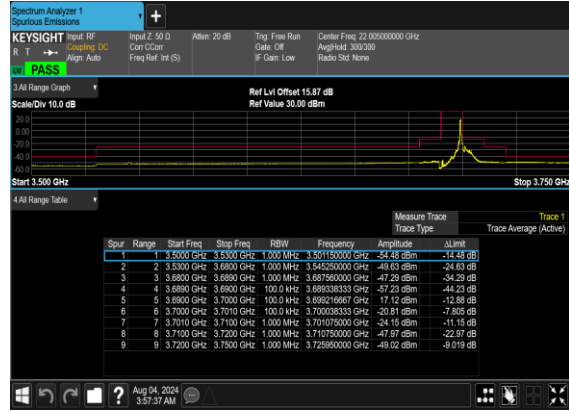 Spectrum Analyzer 1
Spurious Emissions
KEYSIGHT Input: RF Input Z: 50 Ω Atten: 20 dB Trig: Free Run Center Freq: 22.005000000 GHz
R T Coupling: DC Corr CCorr Gate: Off Avg|Hold: 300/300
Align: Auto Freq Ref: Int (S) IF Gain: Low Radio Std: None
LW PASS
3 All Range Graph
Ref Lvl Offset 15.87 dB
Scale/Div 10.0 dB Ref Value 30.00 dBm
20.0
0.00
-20.0
-40.0
-60.0
Start 3.500 GHz Stop 3.750 GHz
4 All Range Table
Measure Trace Trace 1
Trace Type Trace Average (Active)
Spur Range Start Freq Stop Freq RBW Frequency Amplitude ΔLimit
1 1 3.5000 GHz 3.5300 GHz 1.000 MHz 3.501150000 GHz -54.48 dBm -14.48 dB
2 2 3.5300 GHz 3.6800 GHz 1.000 MHz 3.545250000 GHz -49.63 dBm -24.63 dB
3 3 3.6800 GHz 3.6890 GHz 1.000 MHz 3.687560000 GHz -47.29 dBm -34.29 dB
4 4 3.6890 GHz 3.6900 GHz 100.0 kHz 3.689338333 GHz -57.23 dBm -44.23 dB
5 5 3.6900 GHz 3.7000 GHz 100.0 kHz 3.699216667 GHz 17.12 dBm -12.88 dB
6 6 3.7000 GHz 3.7010 GHz 100.0 kHz 3.700038333 GHz -20.81 dBm -7.805 dB
7 7 3.7010 GHz 3.7100 GHz 1.000 MHz 3.701075000 GHz -24.15 dBm -11.15 dB
8 8 3.7100 GHz 3.7200 GHz 1.000 MHz 3.710750000 GHz -47.97 dBm -22.97 dB
9 9 3.7200 GHz 3.7500 GHz 1.000 MHz 3.725950000 GHz -49.02 dBm -9.019 dB
Aug 04, 2024
3:57:37 AM